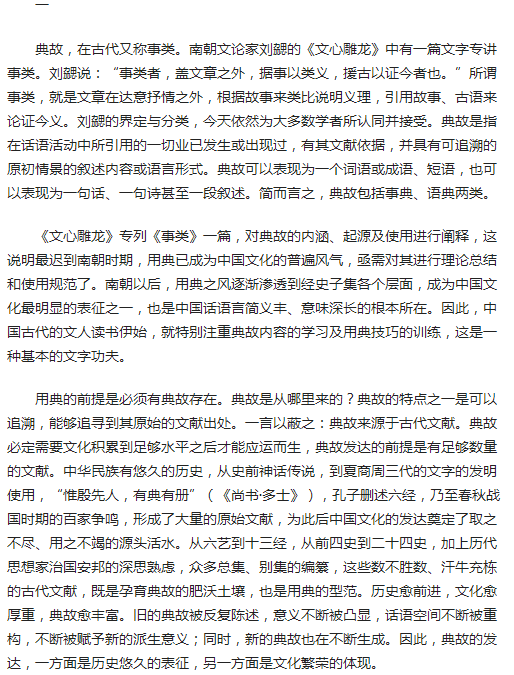 一
典故，在古代又称事类。南朝文论家刘勰的《文心雕龙》中有一篇文字专讲
事类。刘勰说：“事类者，盖文章之外，据事以类义，援古以证今者也。”所谓
事类，就是文章在达意抒情之外，根据故事来类比说明义理，引用故事、古语来
论证今义。刘勰的界定与分类，今天依然为大多数学者所认同并接受。典故是指
在话语活动中所引用的一切业已发生或出现过，有其文献依据，并具有可追溯的
原初情景的叙述内容或语言形式。典故可以表现为一个词语或成语、短语，也可
以表现为一句话、一句诗甚至一段叙述。简而言之，典故包括事典、语典两类。
《文心雕龙》专列《事类》一篇，对典故的内涵、起源及使用进行阐释，这
说明最迟到南朝时期，用典已成为中国文化的普遍风气，亟需对其进行理论总结
和使用规范了。南朝以后，用典之风逐渐渗透到经史子集各个层面，成为中国文
化最明显的表征之一，也是中国话语言简义丰、意味深长的根本所在。因此，中
国古代的文人读书伊始，就特别注重典故内容的学习及用典技巧的训练，这是一
种基本的文字功夫。
用典的前提是必须有典故存在。典故是从哪里来的？典故的特点之一是可以
追溯，能够追寻到其原始的文献出处。一言以蔽之：典故来源于古代文献。典故
必定需要文化积累到足够水平之后才能应运而生，典故发达的前提是有足够数量
的文献。中华民族有悠久的历史，从史前神话传说，到夏商周三代的文字的发明
使用，“惟殷先人，有典有册”（《尚书·多士》），孔子删述六经，乃至春秋战
国时期的百家争鸣，形成了大量的原始文献，为此后中国文化的发达奠定了取之
不尽、用之不竭的源头活水。从六艺到十三经，从前四史到二十四史，加上历代
思想家治国安邦的深思熟虑，众多总集、别集的编纂，这些数不胜数、汗牛充栋
的古代文献，既是孕育典故的肥沃土壤，也是用典的型范。历史愈前进，文化愈
厚重，典故愈丰富。旧的典故被反复陈述，意义不断被凸显，话语空间不断被重
构，不断被赋予新的派生意义；同时，新的典故也在不断生成。因此，典故的发
达，一方面是历史悠久的表征，另一方面是文化繁荣的体现。